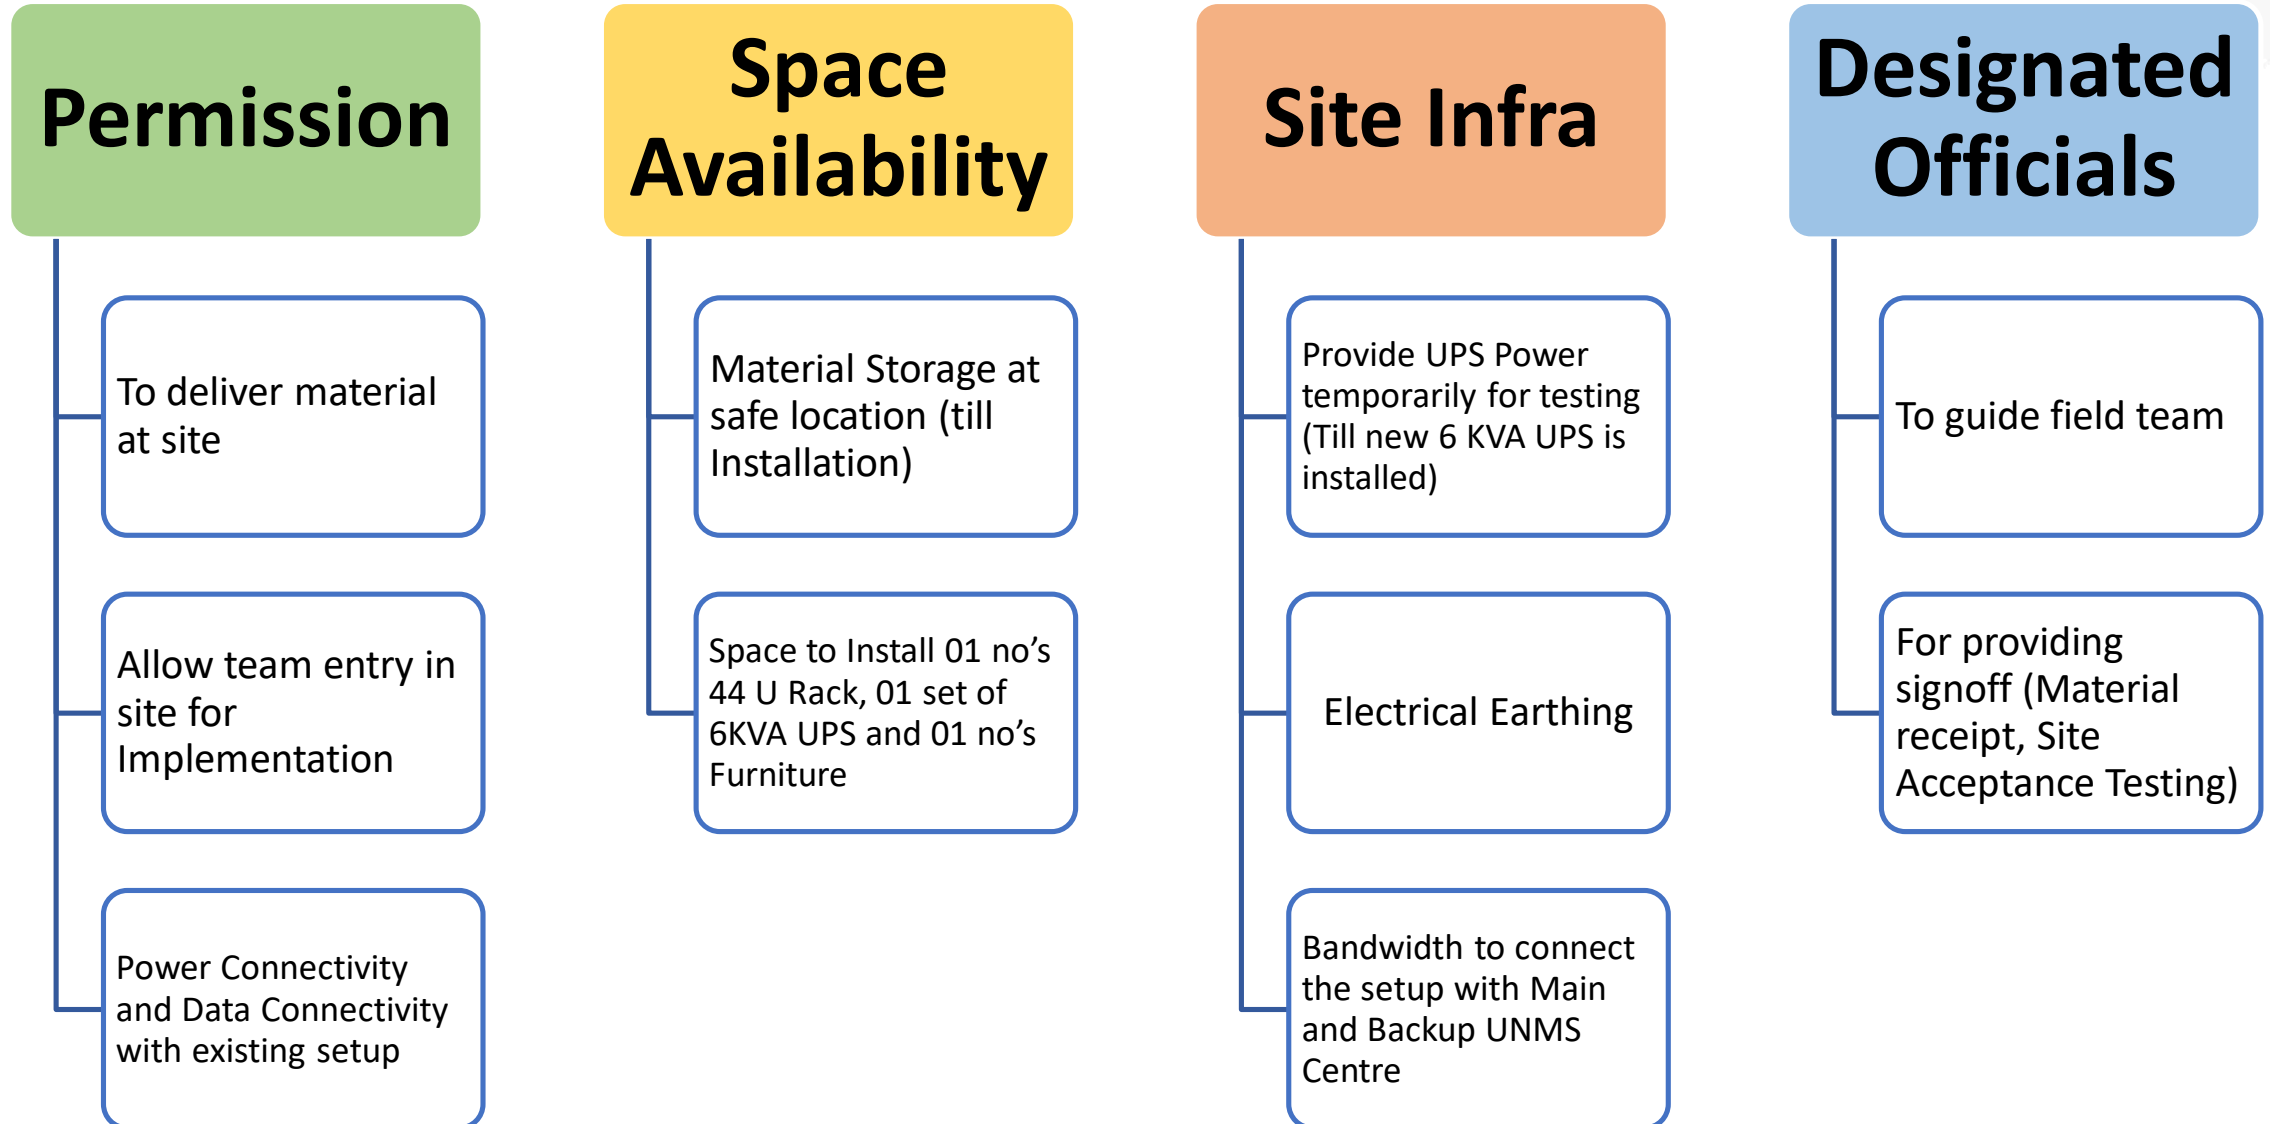 Permission
To deliver material
at site
Allow team entry in
site for
Implementation
Power Connectivity
and Data Connectivity
with existing setup
Space
Availability
Material Storage at
safe location (till
Installation)
Space to Install 01 no’s
44 U Rack, 01 set of
6KVA UPS and 01 no’s
Furniture
Site Infra
Provide UPS Power
temporarily for testing
(Till new 6 KVA UPS is
installed)
Electrical Earthing
Bandwidth to connect
the setup with Main
and Backup UNMS
Centre
Designated
Officials
To guide field team
For providing
signoff (Material
receipt, Site
Acceptance Testing)